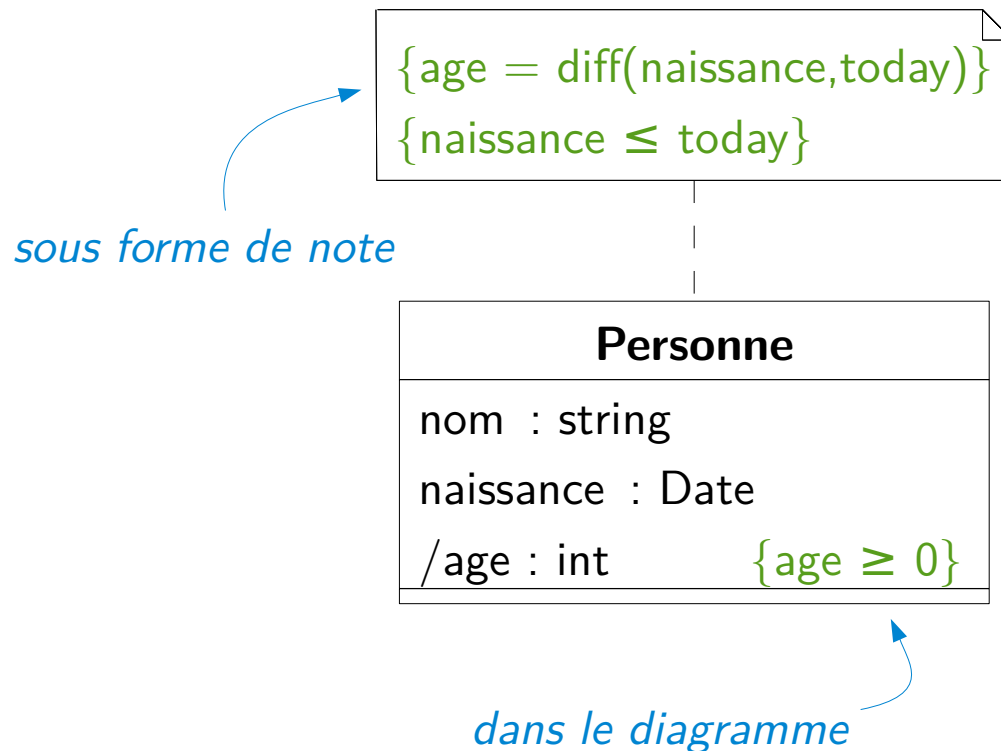 {age = diff(naissance,today)}
{naissance ≤ today}
sous forme de note
Personne
nom : string
naissance : Date
/age : int {age ≥ 0}
dans le diagramme